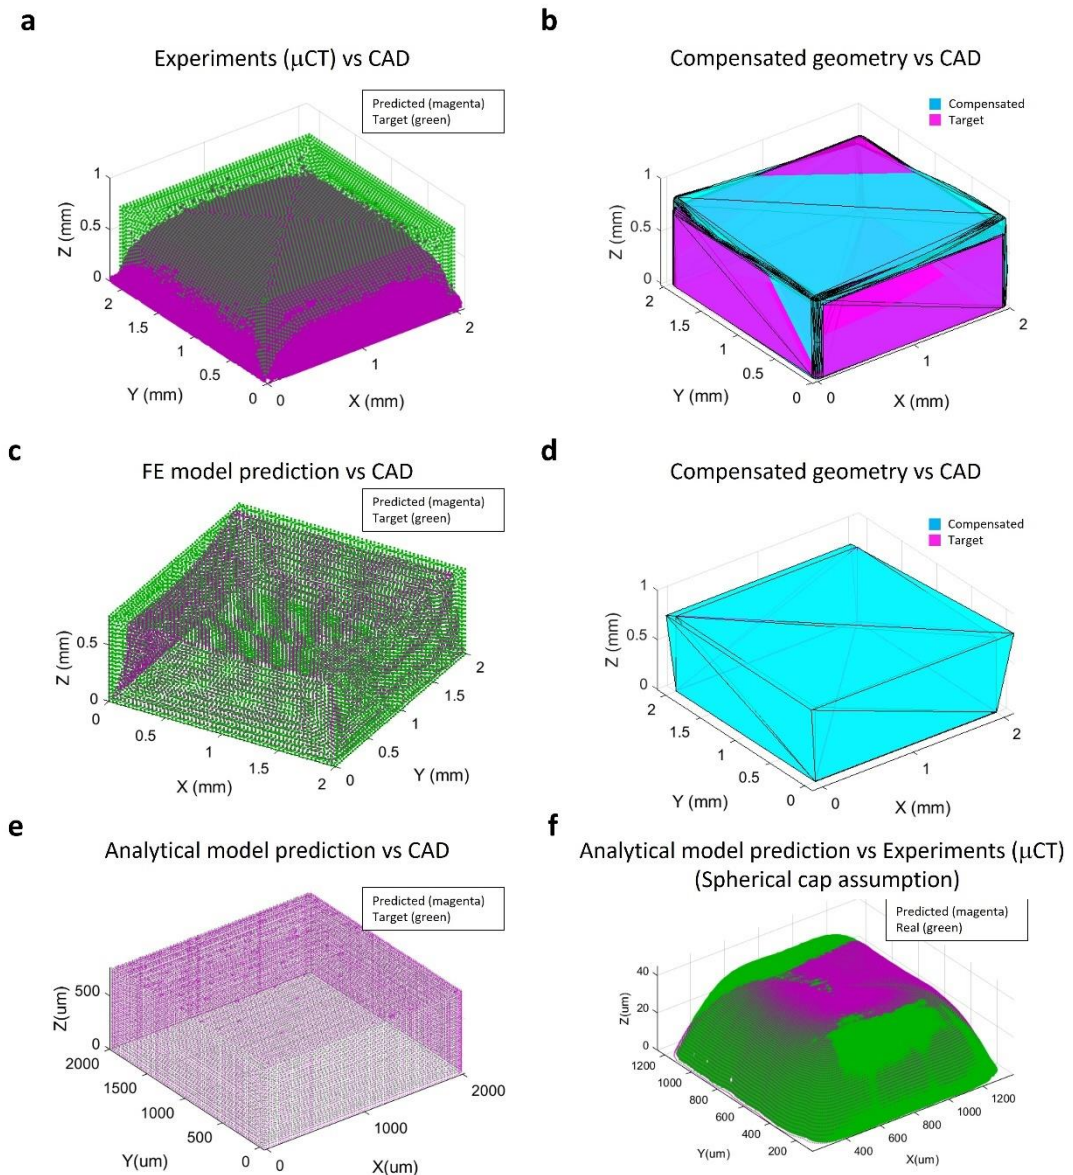 a
Experiments (μCT) vs CAD
Predicted (magenta)
Target (green)
1
0.5
0
Z (mm)
2
1.5
1
0.5
0
Y (mm)
0
1
2
X (mm)
b
Compensated geometry vs CAD
Compensated
Target
1
0.5
0
Z (mm)
2
1.5
1
0.5
0
Y (mm)
0
1
2
X (mm)
c
FE model prediction vs CAD
Predicted (magenta)
Target (green)
0.5
0
Z (mm)
0
0.5
1
1.5
2
X (mm)
0
0.5
1
1.5
2
Y (mm)
d
Compensated geometry vs CAD
Compensated
Target
1
0.5
0
Z (mm)
2
1.5
1
0.5
0
Y (mm)
0
1
2
X (mm)
e
Analytical model prediction vs CAD
Predicted (magenta)
Target (green)
500
0
Z(um)
2000
1500
1000
500
0
Y(um)
0
1000
2000
X(um)
f
Analytical model prediction vs Experiments (μCT)
(Spherical cap assumption)
Predicted (magenta)
Real (green)
40
20
0
Z(um)
1200
1000
800
600
400
200
Y(um)
400
600
800
1000
1200
X(um)